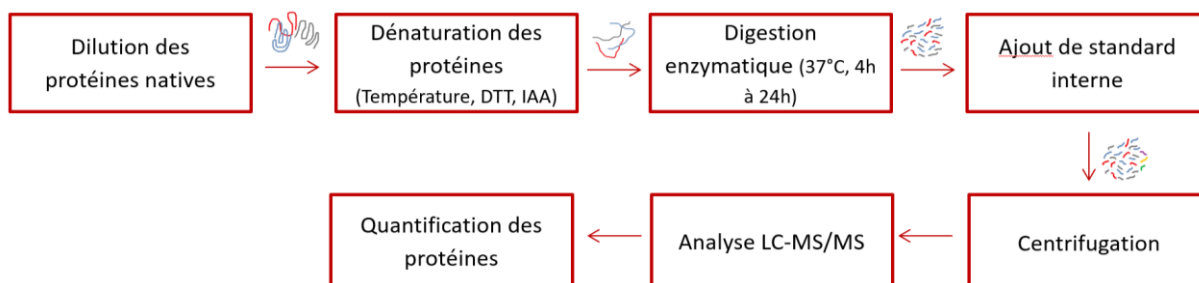 Dilution des
protéines natives
Dénaturation des
protéines
(Température, DTT, IAA)
Digestion
enzymatique (37°C, 4h
à 24h)
Ajout de standard
interne
Centrifugation
Analyse LC-MS/MS
Quantification des
protéines